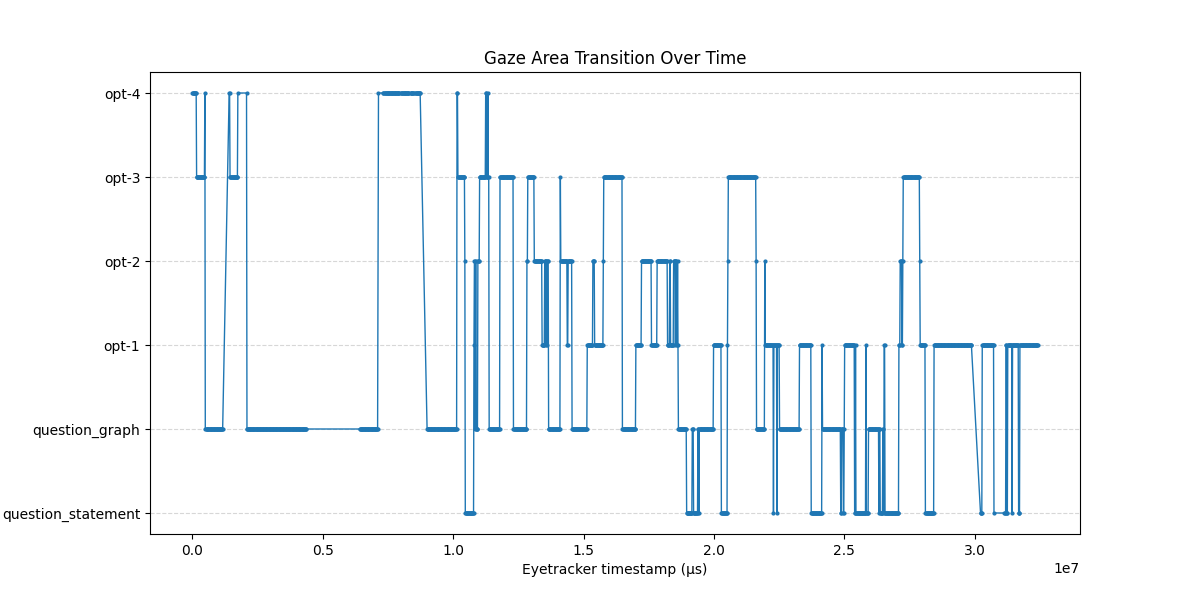 Gaze Area Transition Over Time
opt-4
opt-3
opt-2
opt-1
question_graph
question_statement
0.0 0.5 1.0 1.5 2.0 2.5 3.0
1e7
Eyetracker timestamp (µs)